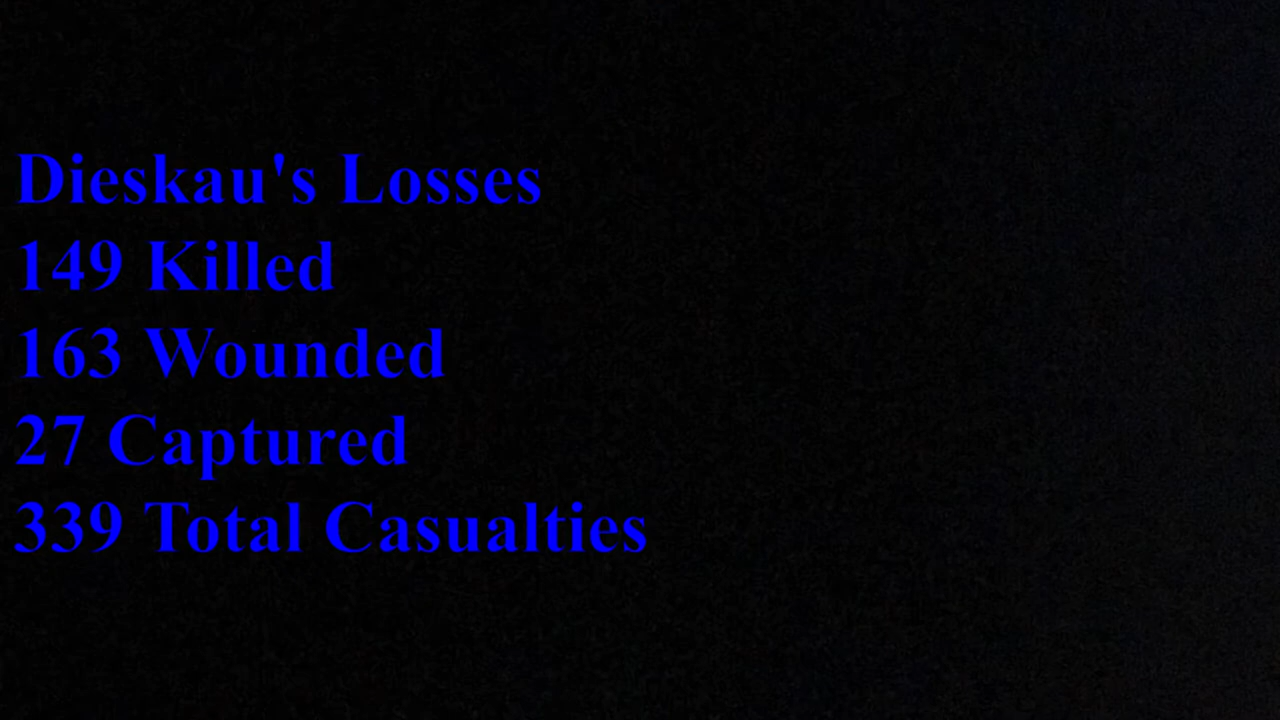 Dieskau's Losses
149 Killed
163 Wounded
27 Captured
339 Total Casualties